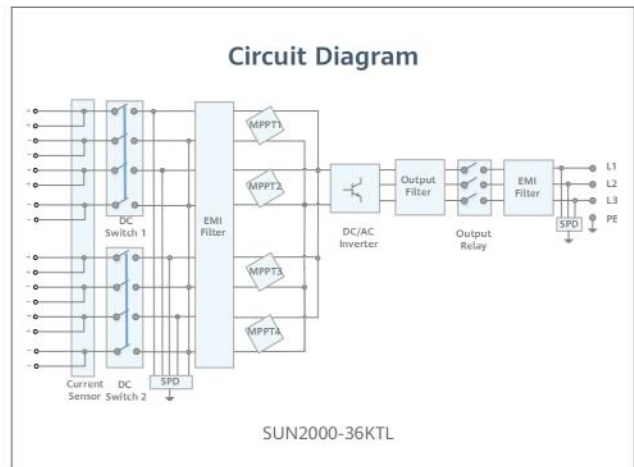 Circuit Diagram
+
+
−
−
+
+
−
−
DC
Switch 1
EMI
Filter
MPPT1
MPPT2
DC/AC
Inverter
Output
Filter
Output
Relay
EMI
Filter
L1
L2
L3
PE
SPD
+
+
−
−
+
+
−
−
Current
Sensor
DC
Switch 2
SPD
MPPT3
MPPT4
SUN2000-36KTL